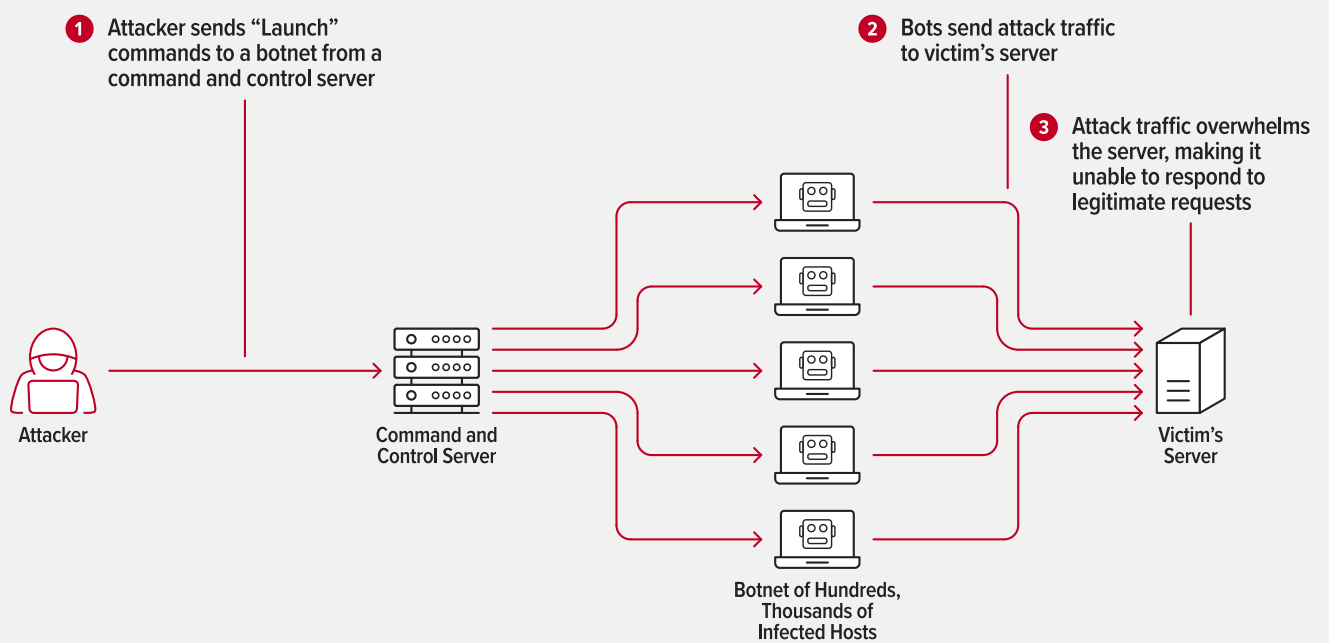 1
Attacker sends “Launch”
commands to a botnet from a
command and control server
2
Bots send attack traffic
to victim’s server
3
Attack traffic overwhelms
the server, making it
unable to respond to
legitimate requests
Attacker
Command and
Control Server
Botnet of Hundreds,
Thousands of
Infected Hosts
Victim’s
Server